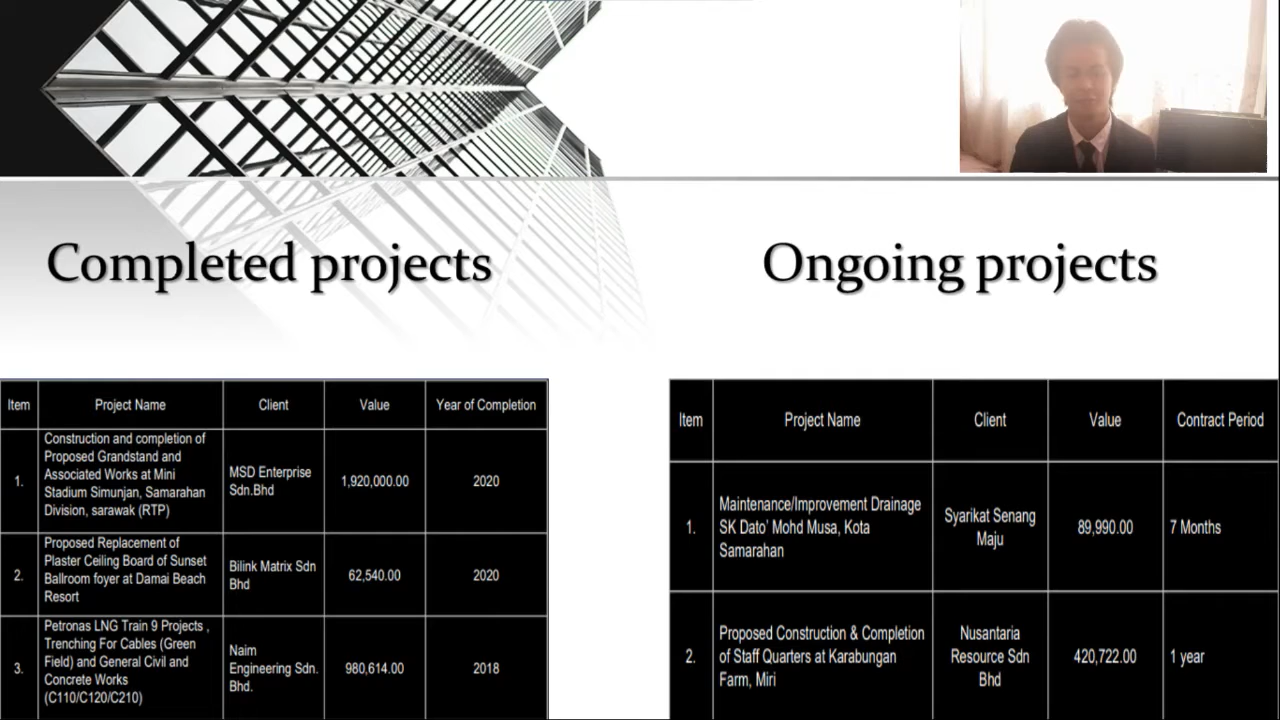 Completed projects
Ongoing projects
Item Project Name Client Value Year of Completion
1.
Construction and completion of
Proposed Grandstand and
Associated Works at Mini
Stadium Simunjan, Samarahan
Division, sarawak (RTP)
MSD Enterprise
Sdn.Bhd
1,920,000.00
2020
2.
Proposed Replacement of
Plaster Ceiling Board of Sunset
Ballroom foyer at Damai Beach
Resort
Bilink Matrix Sdn
Bhd
62,540.00
2020
3.
Petronas LNG Train 9 Projects ,
Trenching For Cables (Green
Field) and General Civil and
Concrete Works
(C110/C120/C210)
Naim
Engineering Sdn.
Bhd.
980,614.00
2018
Item Project Name Client Value Contract Period
1.
Maintenance/Improvement Drainage
SK Dato' Mohd Musa, Kota
Samarahan
Syarikat Senang
Maju
89,990.00
7 Months
2.
Proposed Construction & Completion
of Staff Quarters at Karabungan
Farm, Miri
Nusantaria
Resource Sdn
Bhd
420,722.00
1 year